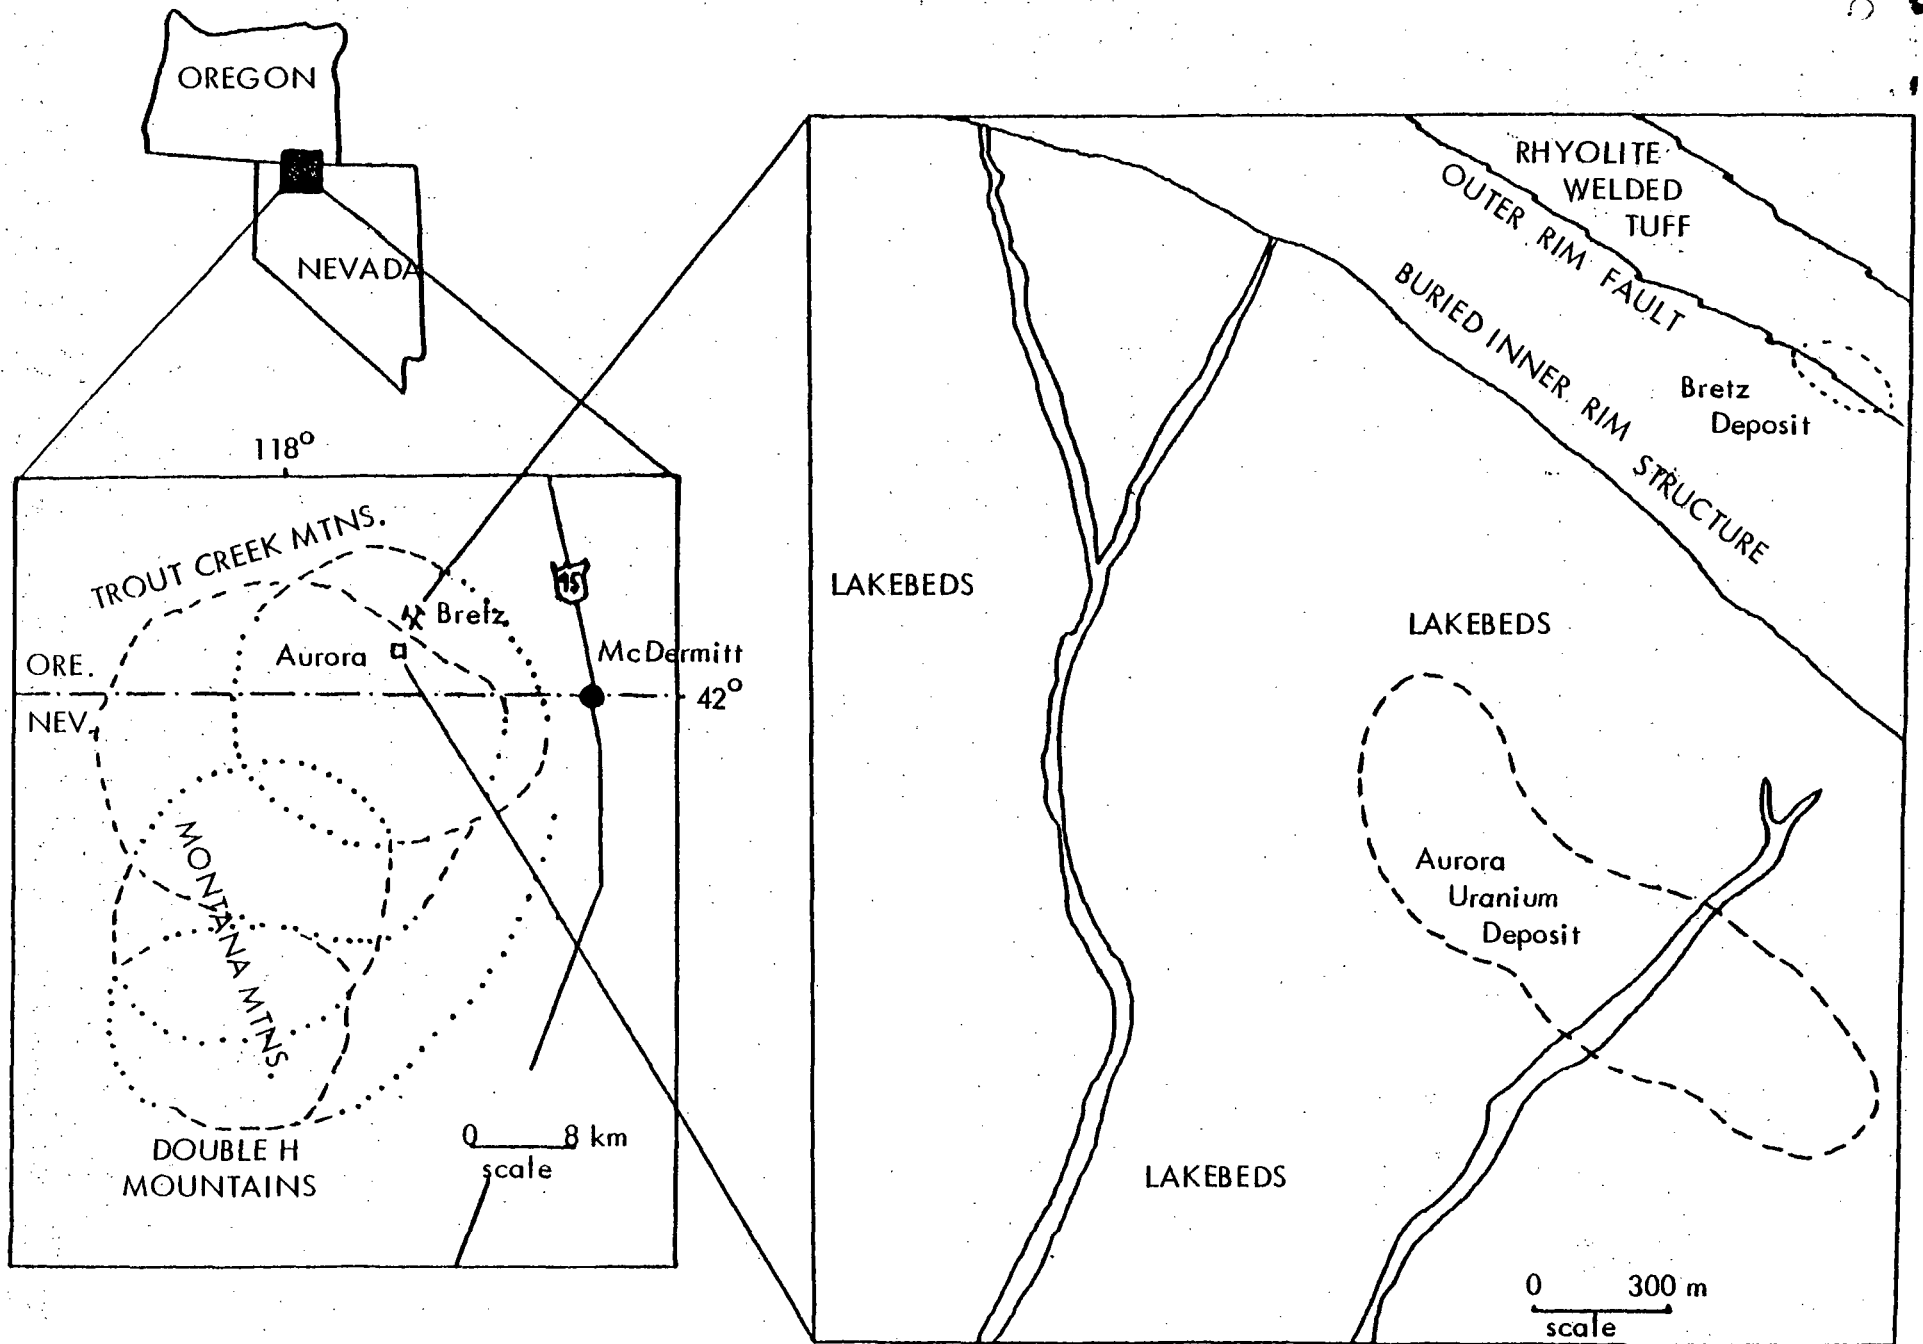 OREGON
NEVADA
118°
TROUT CREEK MTNS.
95
Bretz
Aurora
McDermitt
ORE.
42°
NEV.
MONTANA MTNS.
DOUBLE H
MOUNTAINS
0 8 km
scale
RHYOLITE
WELDED
TUFF
OUTER RIM FAULT
BURIED INNER RIM STRUCTURE
Bretz
Deposit
LAKEBEDS
LAKEBEDS
Aurora
Uranium
Deposit
LAKEBEDS
0 300 m
scale